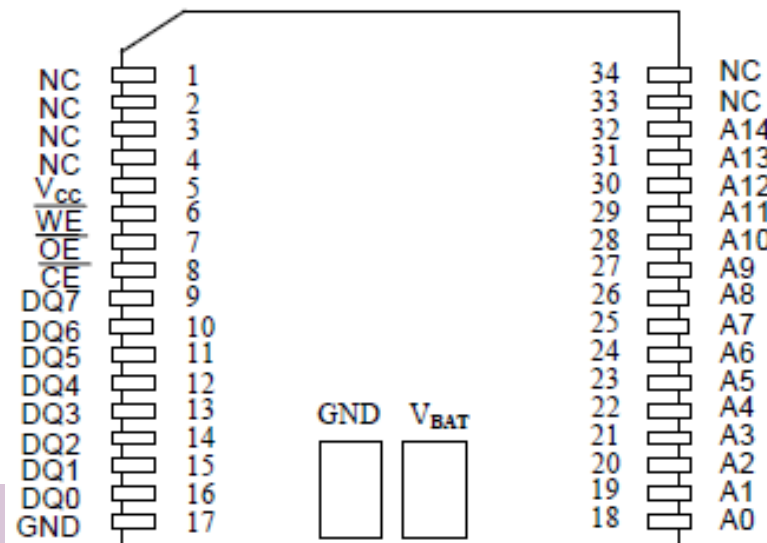 NC 1 34 NC
NC 2 33 NC
NC 3 32 A14
NC 4 31 A13
VCC 5 30 A12
WE 6 29 A11
OE 7 28 A10
CE 8 27 A9
DQ7 9 26 A8
DQ6 10 25 A7
DQ5 11 24 A6
DQ4 12 23 A5
DQ3 13 22 A4
DQ2 14 21 A3
DQ1 15 20 A2
DQ0 16 19 A1
GND 17 18 A0
GND VBAT